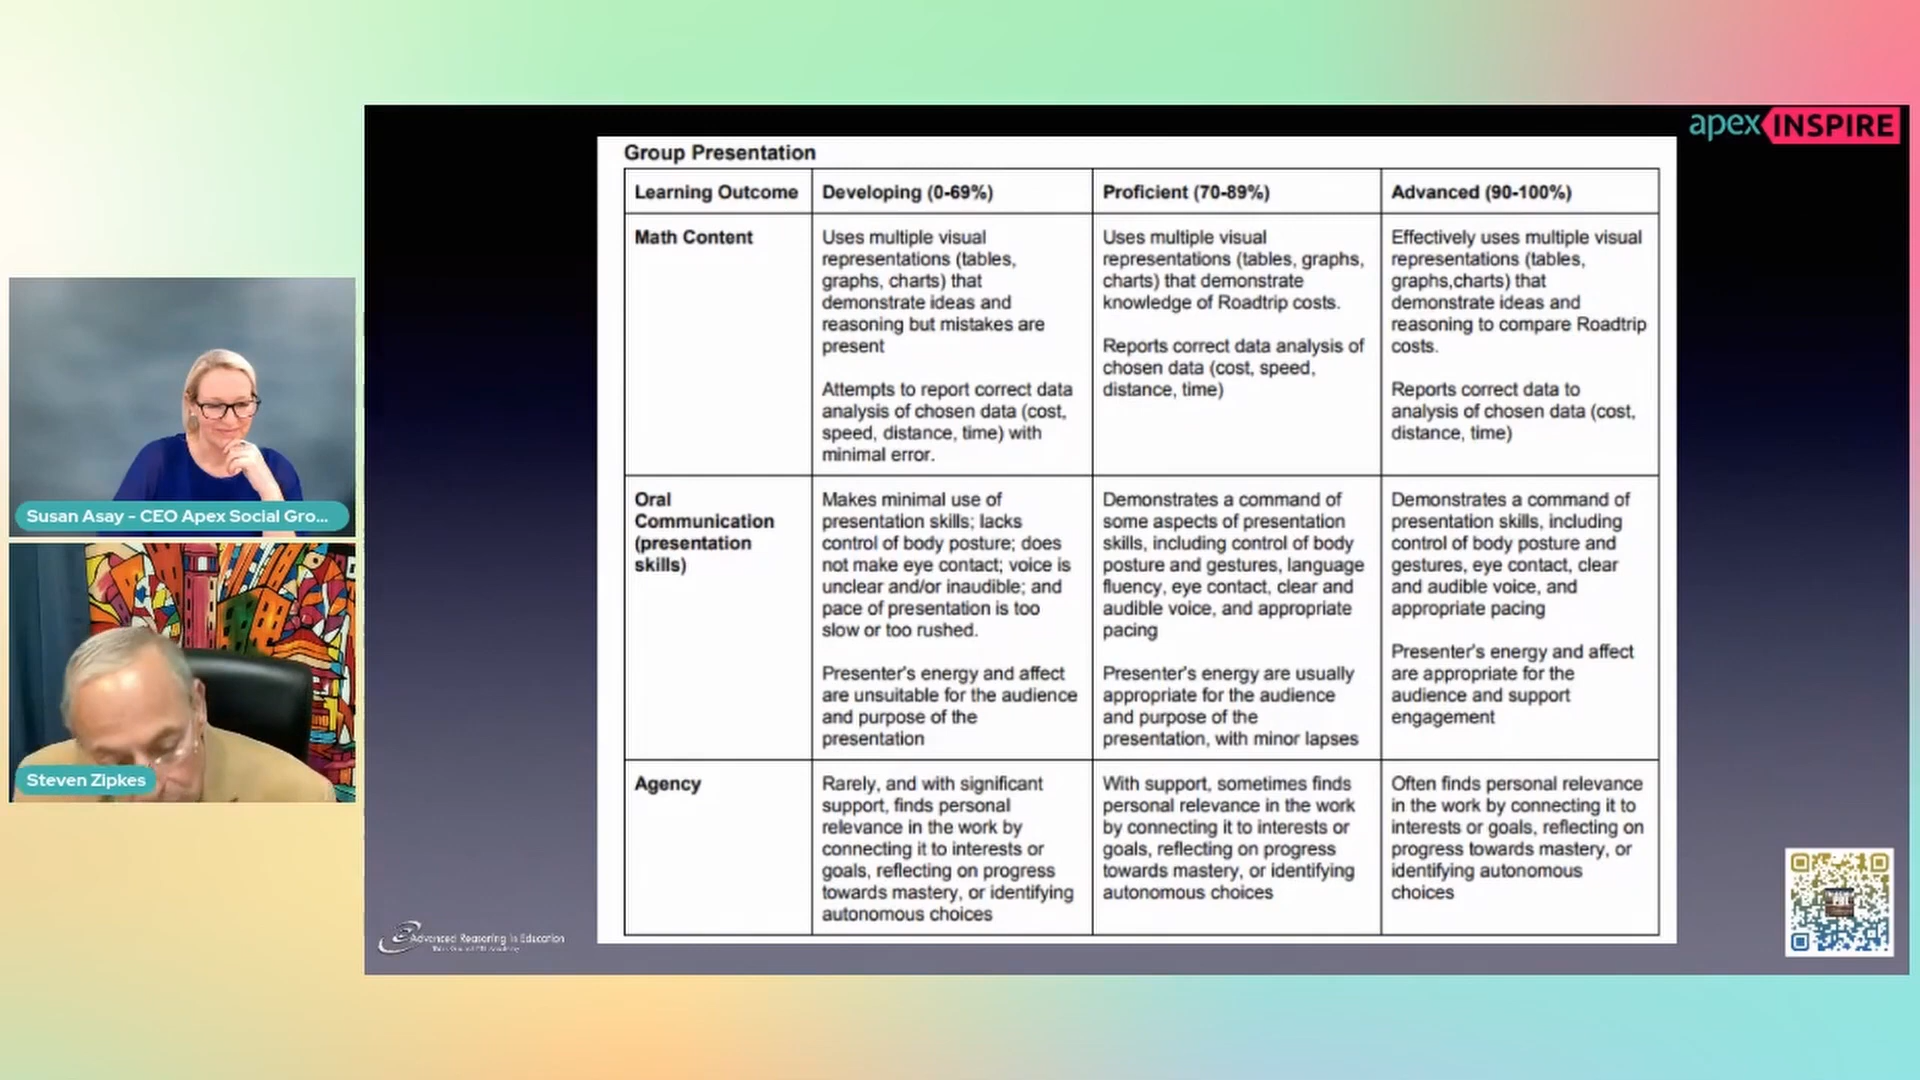 apex INSPIRE
Group Presentation
Learning Outcome
Developing (0-69%)
Proficient (70-89%)
Advanced (90-100%)
Math Content
Uses multiple visual
representations (tables,
graphs, charts) that
demonstrate ideas and
reasoning but mistakes are
present
Attempts to report correct data
analysis of chosen data (cost,
speed, distance, time) with
minimal error.
Uses multiple visual
representations (tables, graphs,
charts) that demonstrate
knowledge of Roadtrip costs.
Reports correct data analysis of
chosen data (cost, speed,
distance, time)
Effectively uses multiple visual
representations (tables,
graphs,charts) that
demonstrate ideas and
reasoning to compare Roadtrip
costs.
Reports correct data to
analysis of chosen data (cost,
distance, time)
Oral
Communication
(presentation
skills)
Makes minimal use of
presentation skills; lacks
control of body posture; does
not make eye contact; voice is
unclear and/or inaudible; and
pace of presentation is too
slow or too rushed.
Presenter's energy and affect
are unsuitable for the audience
and purpose of the
presentation
Demonstrates a command of
some aspects of presentation
skills, including control of body
posture and gestures, language
fluency, eye contact, clear and
audible voice, and appropriate
pacing
Presenter's energy are usually
appropriate for the audience
and purpose of the
presentation, with minor lapses
Demonstrates a command of
presentation skills, including
control of body posture and
gestures, eye contact, clear
and audible voice, and
appropriate pacing
Presenter's energy and affect
are appropriate for the
audience and support
engagement
Agency
Rarely, and with significant
support, finds personal
relevance in the work by
connecting it to interests or
goals, reflecting on progress
towards mastery, or identifying
autonomous choices
With support, sometimes finds
personal relevance in the work
by connecting it to interests or
goals, reflecting on progress
towards mastery, or identifying
autonomous choices
Often finds personal relevance
in the work by connecting it to
interests or goals, reflecting on
progress towards mastery, or
identifying autonomous
choices
Susan Asay - CEO Apex Social Gro...
Steven Zipkes
Advanced Reasoning in Education